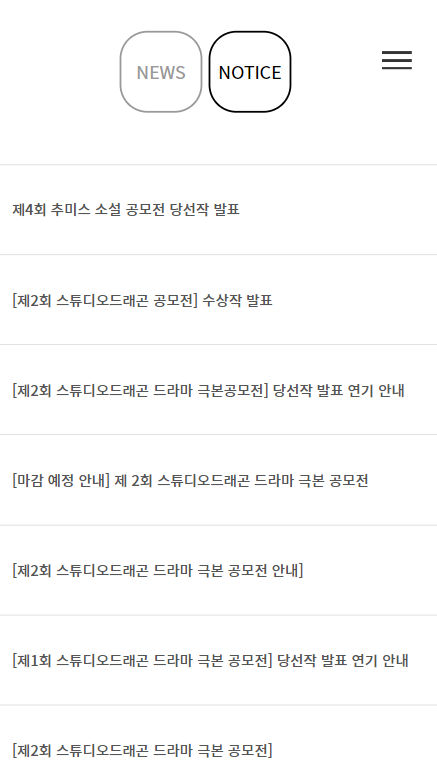 NEWS NOTICE
제4회 추미스 소설 공모전 당선작 발표
[제2회 스튜디오드래곤 공모전] 수상작 발표
[제2회 스튜디오드래곤 드라마 극본공모전] 당선작 발표 연기 안내
[마감 예정 안내] 제 2회 스튜디오드래곤 드라마 극본 공모전
[제2회 스튜디오드래곤 드라마 극본 공모전 안내]
[제1회 스튜디오드래곤 드라마 극본 공모전] 당선작 발표 연기 안내
[제2회 스튜디오드래곤 드라마 극본 공모전]